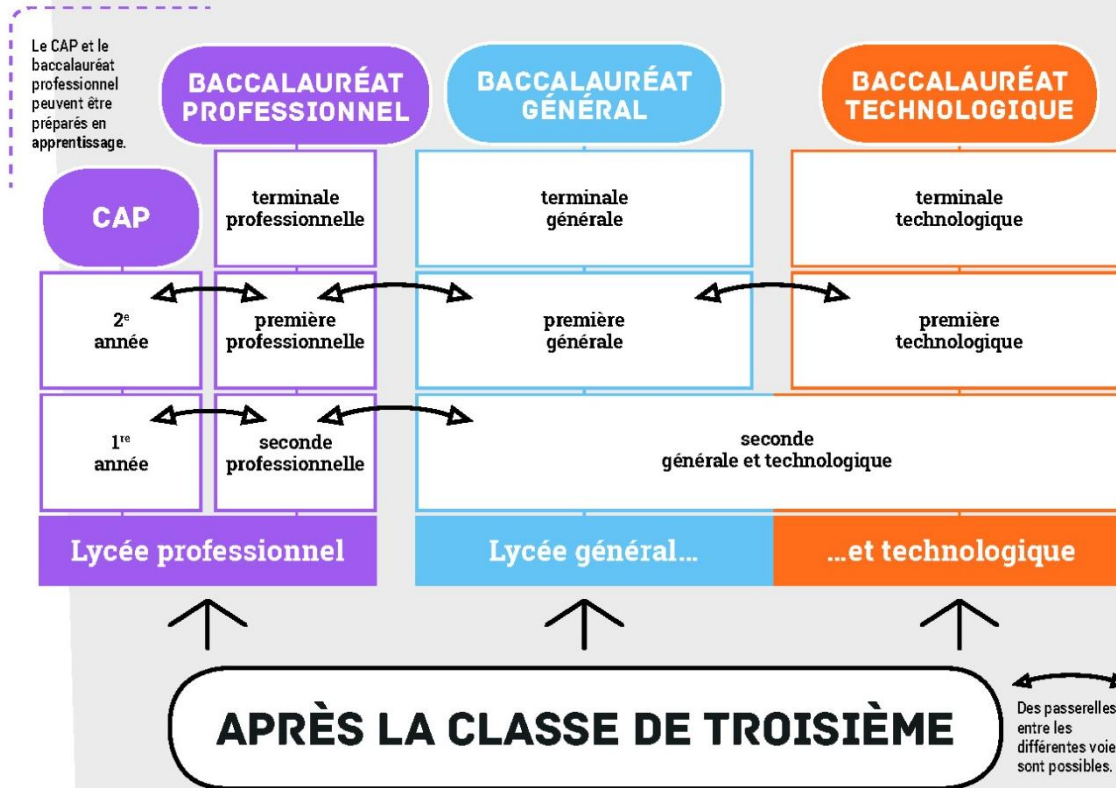 Le CAP et le
baccalauréat
professionnel
peuvent être
préparés en
apprentissage.
BACCALAURÉAT
PROFESSIONNEL
BACCALAURÉAT
GÉNÉRAL
BACCALAURÉAT
TECHNOLOGIQUE
CAP
terminale
professionnelle
terminale
générale
terminale
technologique
2e
année
première
professionnelle
première
générale
première
technologique
1re
année
seconde
professionnelle
seconde
générale et technologique
Lycée professionnel
Lycée général...
...et technologique
APRÈS LA CLASSE DE TROISIÈME
Des passerelles
entre les
différentes voie
sont possibles.